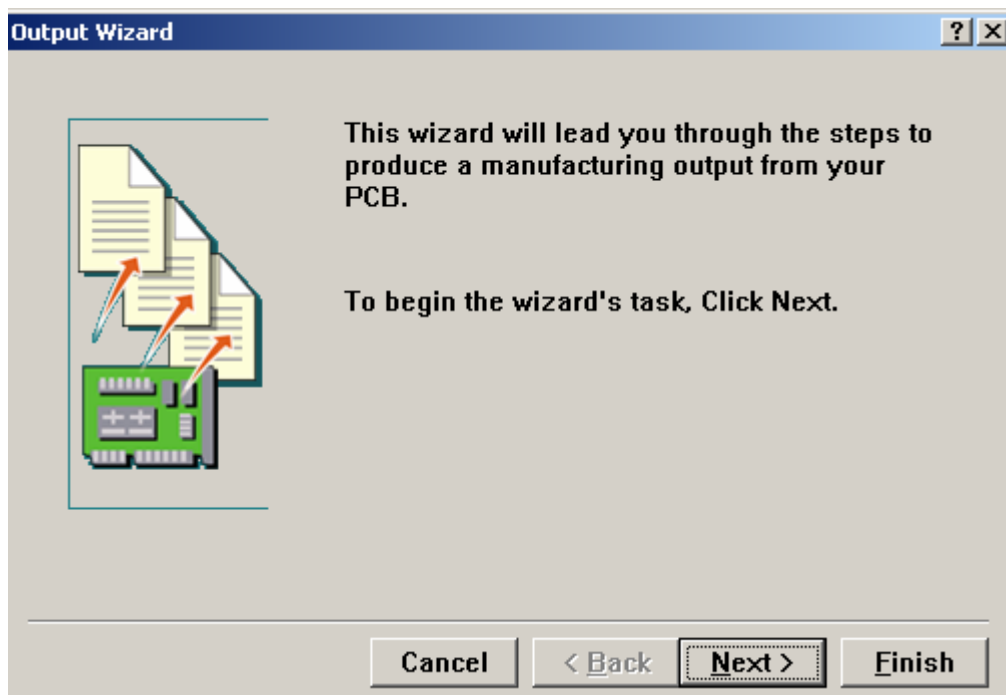 Output Wizard
? X
This wizard will lead you through the steps to
produce a manufacturing output from your
PCB.
To begin the wizard's task, Click Next.
Cancel < Back Next > Finish